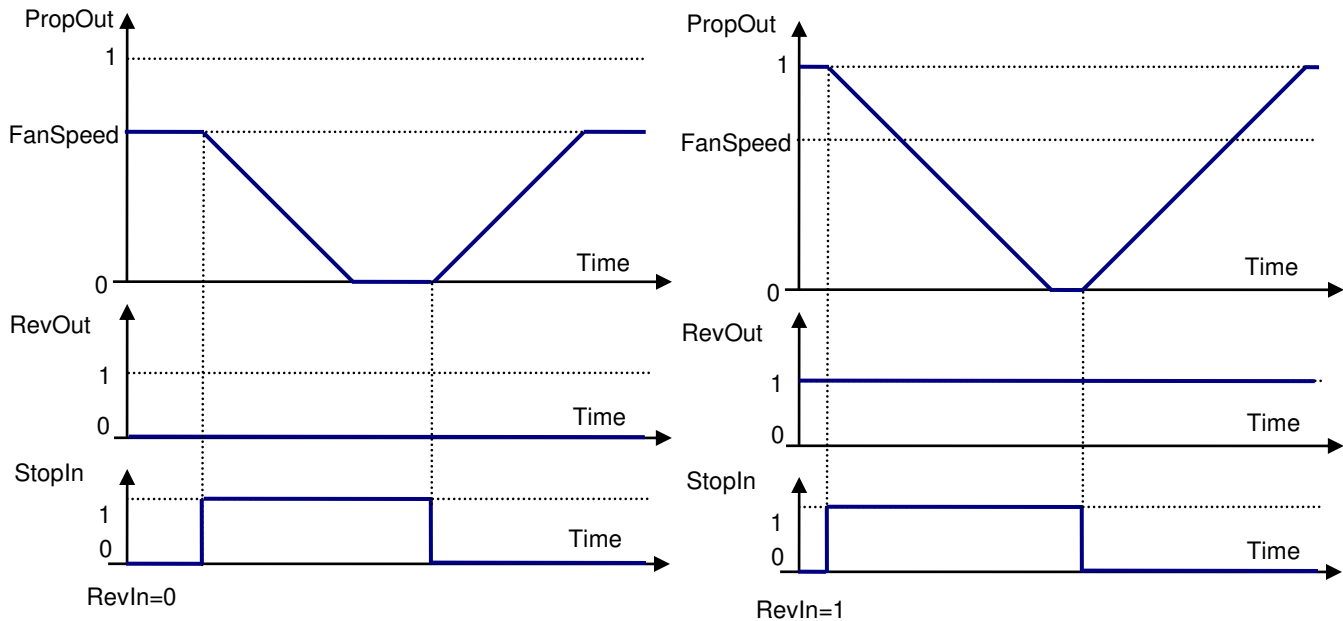 PropOut
1
FanSpeed
0
Time
RevOut
1
0
Time
StopIn
1
0
Time
RevIn=0
PropOut
1
FanSpeed
0
Time
RevOut
1
0
Time
StopIn
1
0
Time
RevIn=1